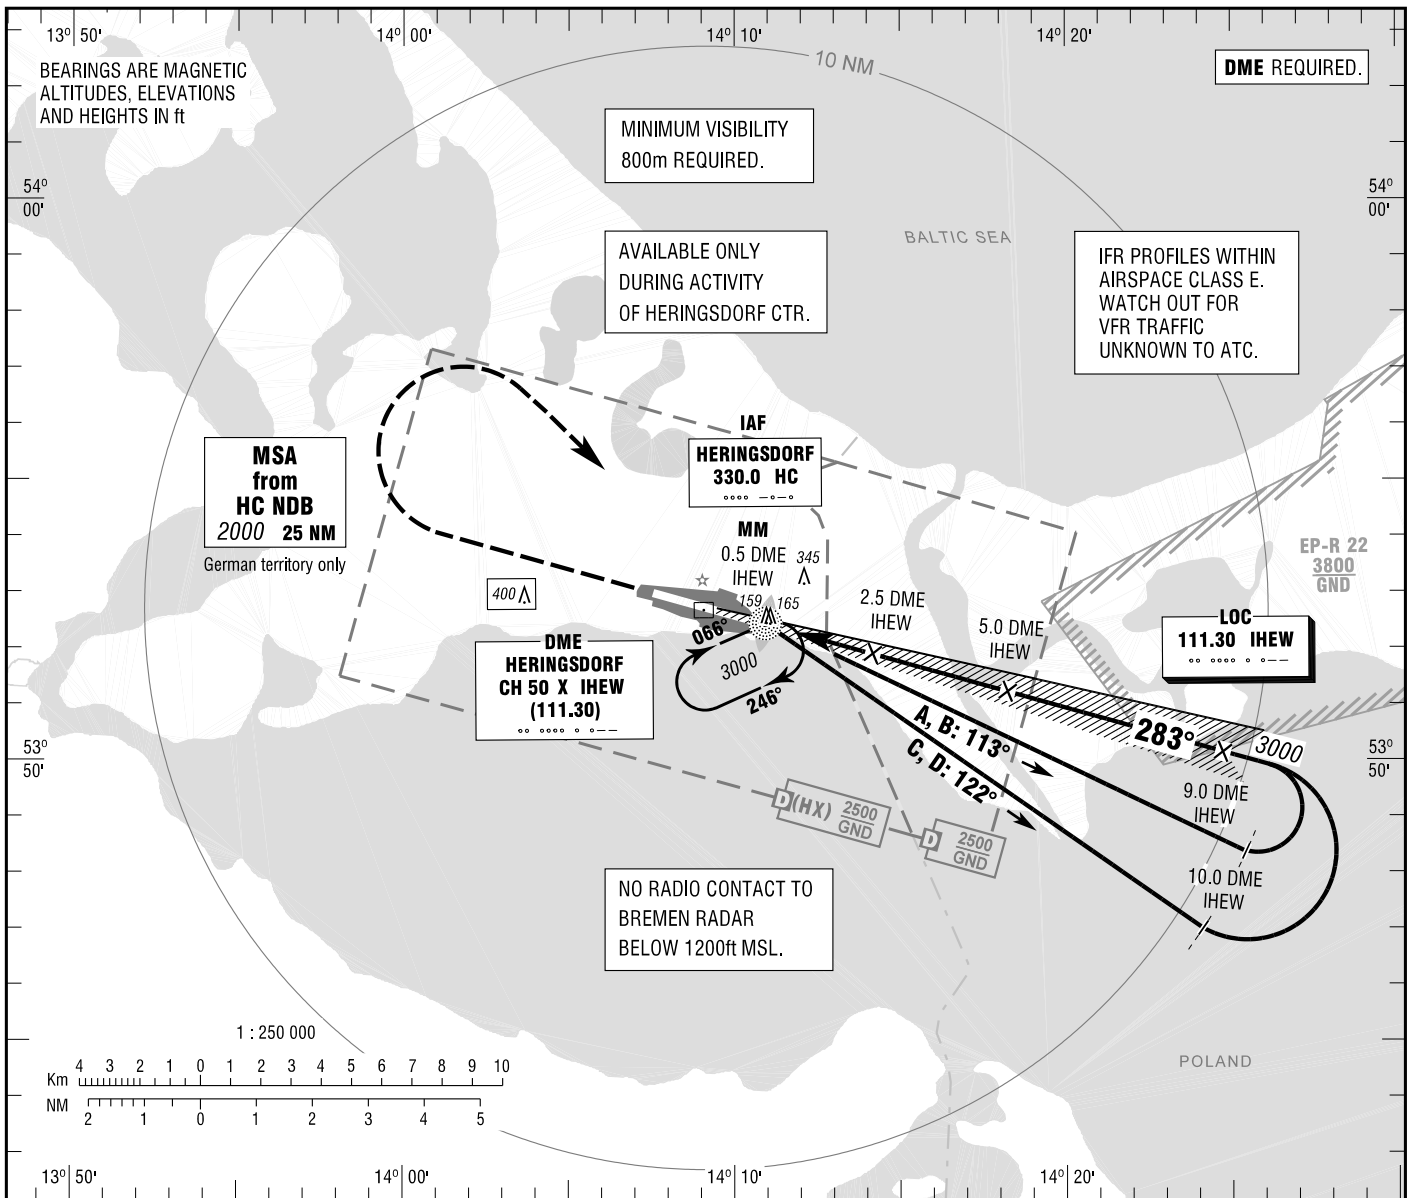 13° 50'
14° 00'
14° 10'
14° 20'
BEARINGS ARE MAGNETIC
ALTITUDES, ELEVATIONS
AND HEIGHTS IN ft
10 NM
DME REQUIRED.
MINIMUM VISIBILITY
800m REQUIRED.
54°
00'
54°
00'
BALTIC SEA
AVAILABLE ONLY
DURING ACTIVITY
OF HERINGSDORF CTR.
IFR PROFILES WITHIN
AIRSPACE CLASS E.
WATCH OUT FOR
VFR TRAFFIC
UNKNOWN TO ATC.
IAF
HERINGSDORF
330.0 HC
MSA
from
HC NDB
2000 25 NM
German territory only
MM
0.5 DME
IHEW
345
159
165
400
EP-R 22
3800
GND
2.5 DME
IHEW
5.0 DME
IHEW
LOC
111.30 IHEW
DME
HERINGSDORF
CH 50 X IHEW
(111.30)
066°
3000
246°
A, B: 113°
C, D: 122°
283°
3000
53°
50'
53°
50'
9.0 DME
IHEW
10.0 DME
IHEW
D (HX) 2500
GND
D 2500
GND
NO RADIO CONTACT TO
BREMEN RADAR
BELOW 1200ft MSL.
1 : 250 000
Km 4 3 2 1 0 1 2 3 4 5 6 7 8 9 10
NM 2 1 0 1 2 3 4 5
POLAND
13° 50'
14° 00'
14° 10'
14° 20'